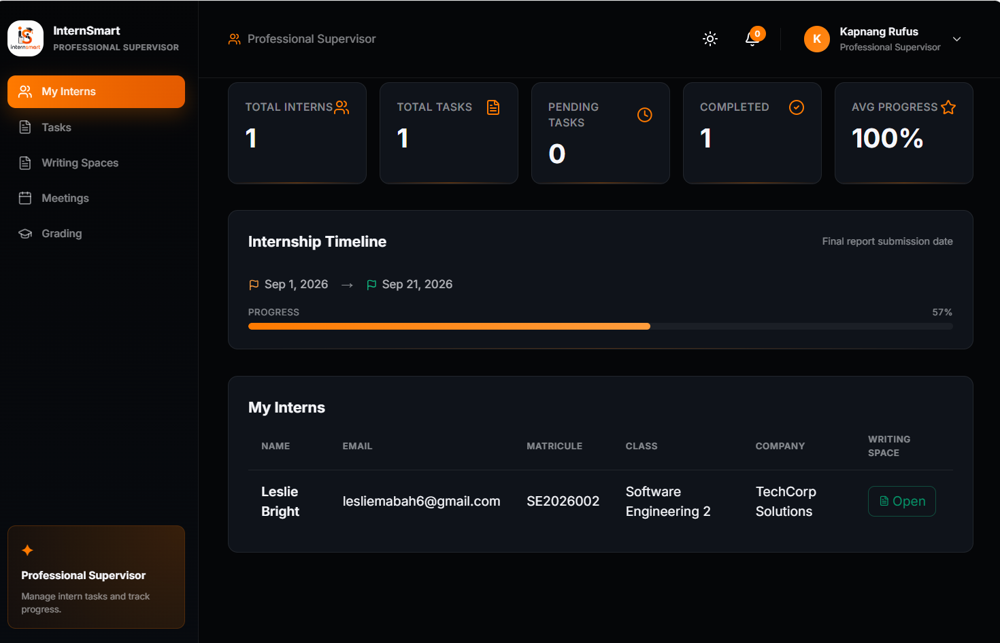 InternSmart
PROFESSIONAL SUPERVISOR
internsmart
My Interns
Tasks
Writing Spaces
Meetings
Grading
Professional Supervisor
Manage intern tasks and track
progress.
Professional Supervisor
0
K
Kapnang Rufus
Professional Supervisor
TOTAL INTERNS
1
TOTAL TASKS
1
PENDING
TASKS
0
COMPLETED
1
AVG PROGRESS
100%
Internship Timeline
Final report submission date
Sep 1, 2026 → Sep 21, 2026
PROGRESS 57%
My Interns
NAME EMAIL MATRICULE CLASS COMPANY WRITING
SPACE
Leslie
Bright
lesliemabah6@gmail.com
SE2026002
Software
Engineering 2
TechCorp
Solutions
Open